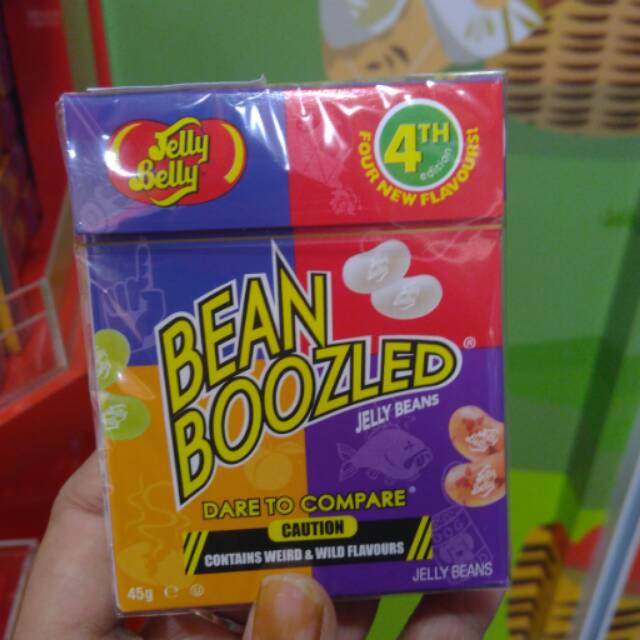 Jelly
Belly
4TH
edition
FOUR NEW FLAVOURS!
BEAN
BOOZLED®
JELLY BEANS
DARE TO COMPARE®
CAUTION
CONTAINS WEIRD & WILD FLAVOURS
45g ℮ Ⓤ
JELLY BEANS